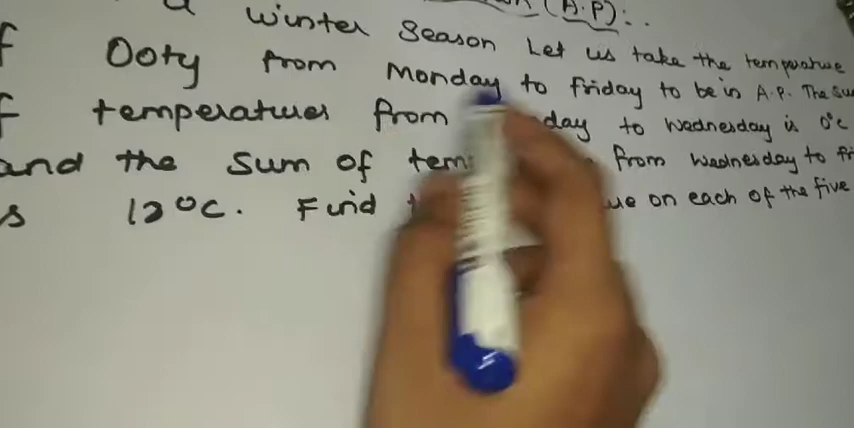 (A.P):-
a winter season Let us take the temperature
f Ooty from Monday to friday to be in A.P. The Su
f temperatures from day to wednesday is 0°c
and the sum of tem from wednesday to fri
s 12°c. Find on each of the five